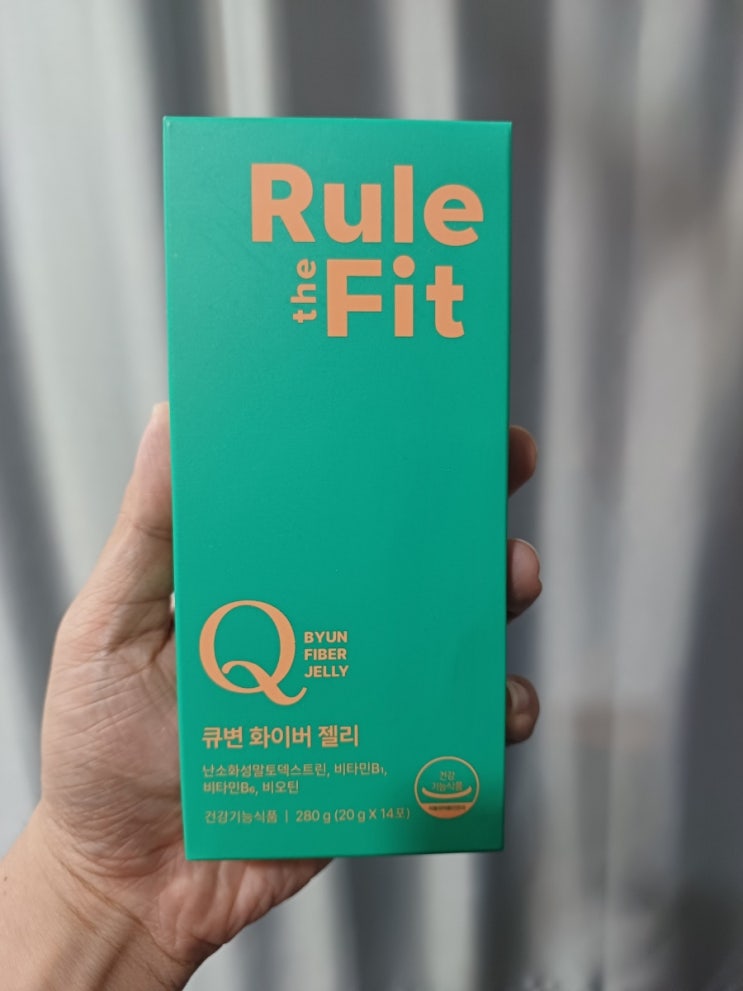 Rule
the Fit
Q BYUN
FIBER
JELLY
큐변 화이버 젤리
난소화성말토덱스트린, 비타민B₁,
비타민B₆, 비오틴
건강기능식품 | 280 g (20 g X 14포)
건강
기능식품